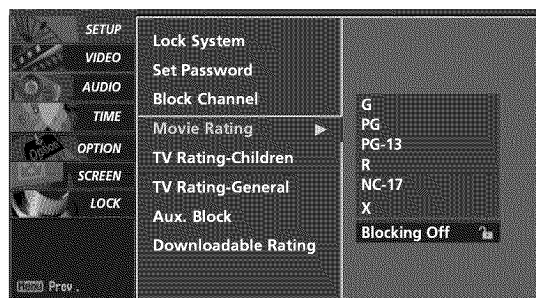 SETUP
VIDEO
AUDIO
TIME
OPTION
SCREEN
LOCK
Menu Prev.
Lock System
Set Password
Block Channel
Movie Rating
TV Rating-Children
TV Rating-General
Aux. Block
Downloadable Rating
G
PG
PG-13
R
NC-17
X
Blocking Off